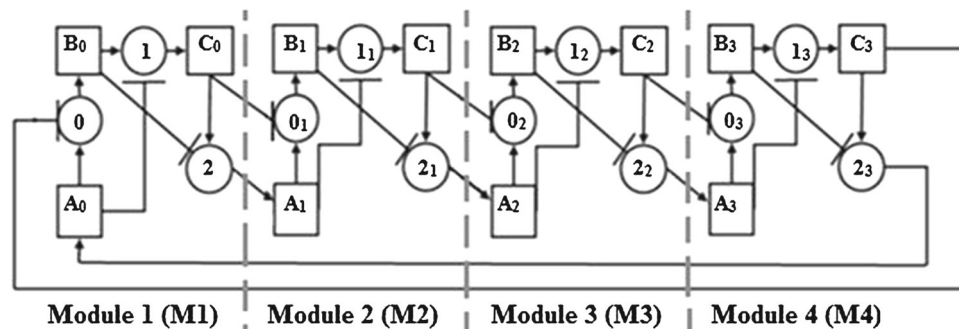 B₀ 1 C₀ B₁ 1₁ C₁ B₂ 1₂ C₂ B₃ 1₃ C₃
0 0₁ 0₂ 0₃
2 2₁ 2₂ 2₃
A₀ A₁ A₂ A₃
Module 1 (M1) Module 2 (M2) Module 3 (M3) Module 4 (M4)